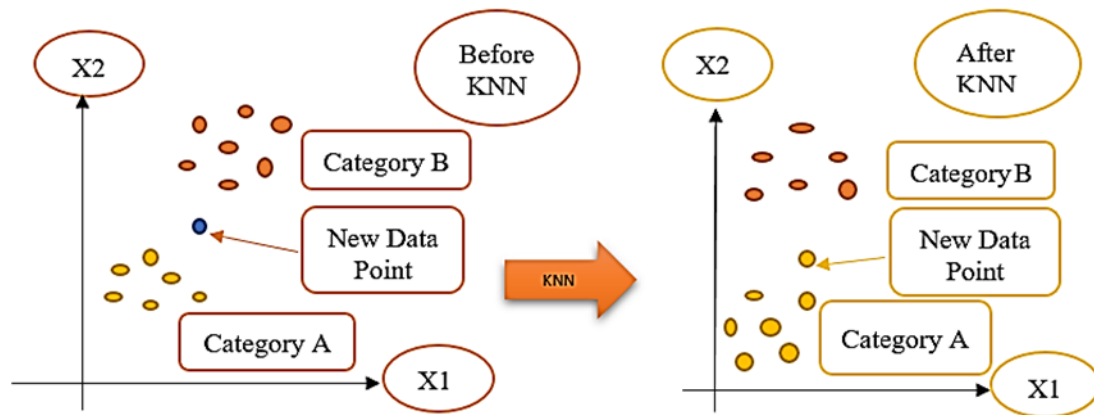 X2
Before
KNN
Category B
New Data
Point
Category A
X1
KNN
X2
After
KNN
Category B
New Data
Point
Category A
X1